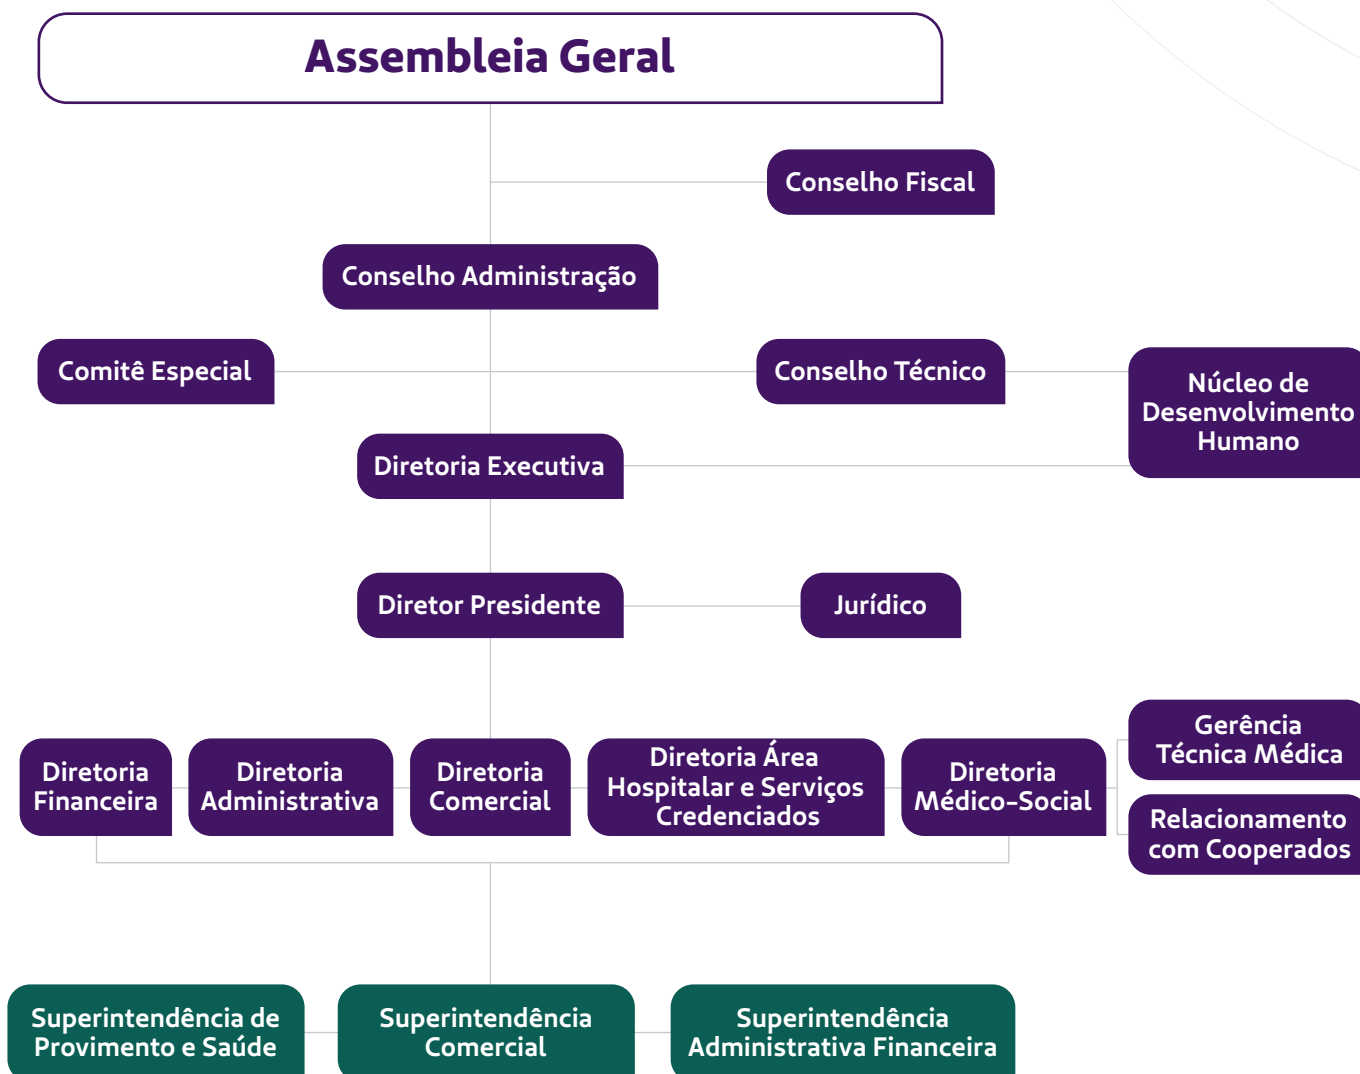 Assembleia Geral
Conselho Fiscal
Conselho Administração
Comitê Especial
Conselho Técnico
Núcleo de
Desenvolvimento
Humano
Diretoria Executiva
Diretor Presidente
Jurídico
Diretoria
Financeira
Diretoria
Administrativa
Diretoria
Comercial
Diretoria Área
Hospitalar e Serviços
Credenciados
Diretoria
Médico-Social
Gerência
Técnica Médica
Relacionamento
com Cooperados
Superintendência de
Provimento e Saúde
Superintendência
Comercial
Superintendência
Administrativa Financeira